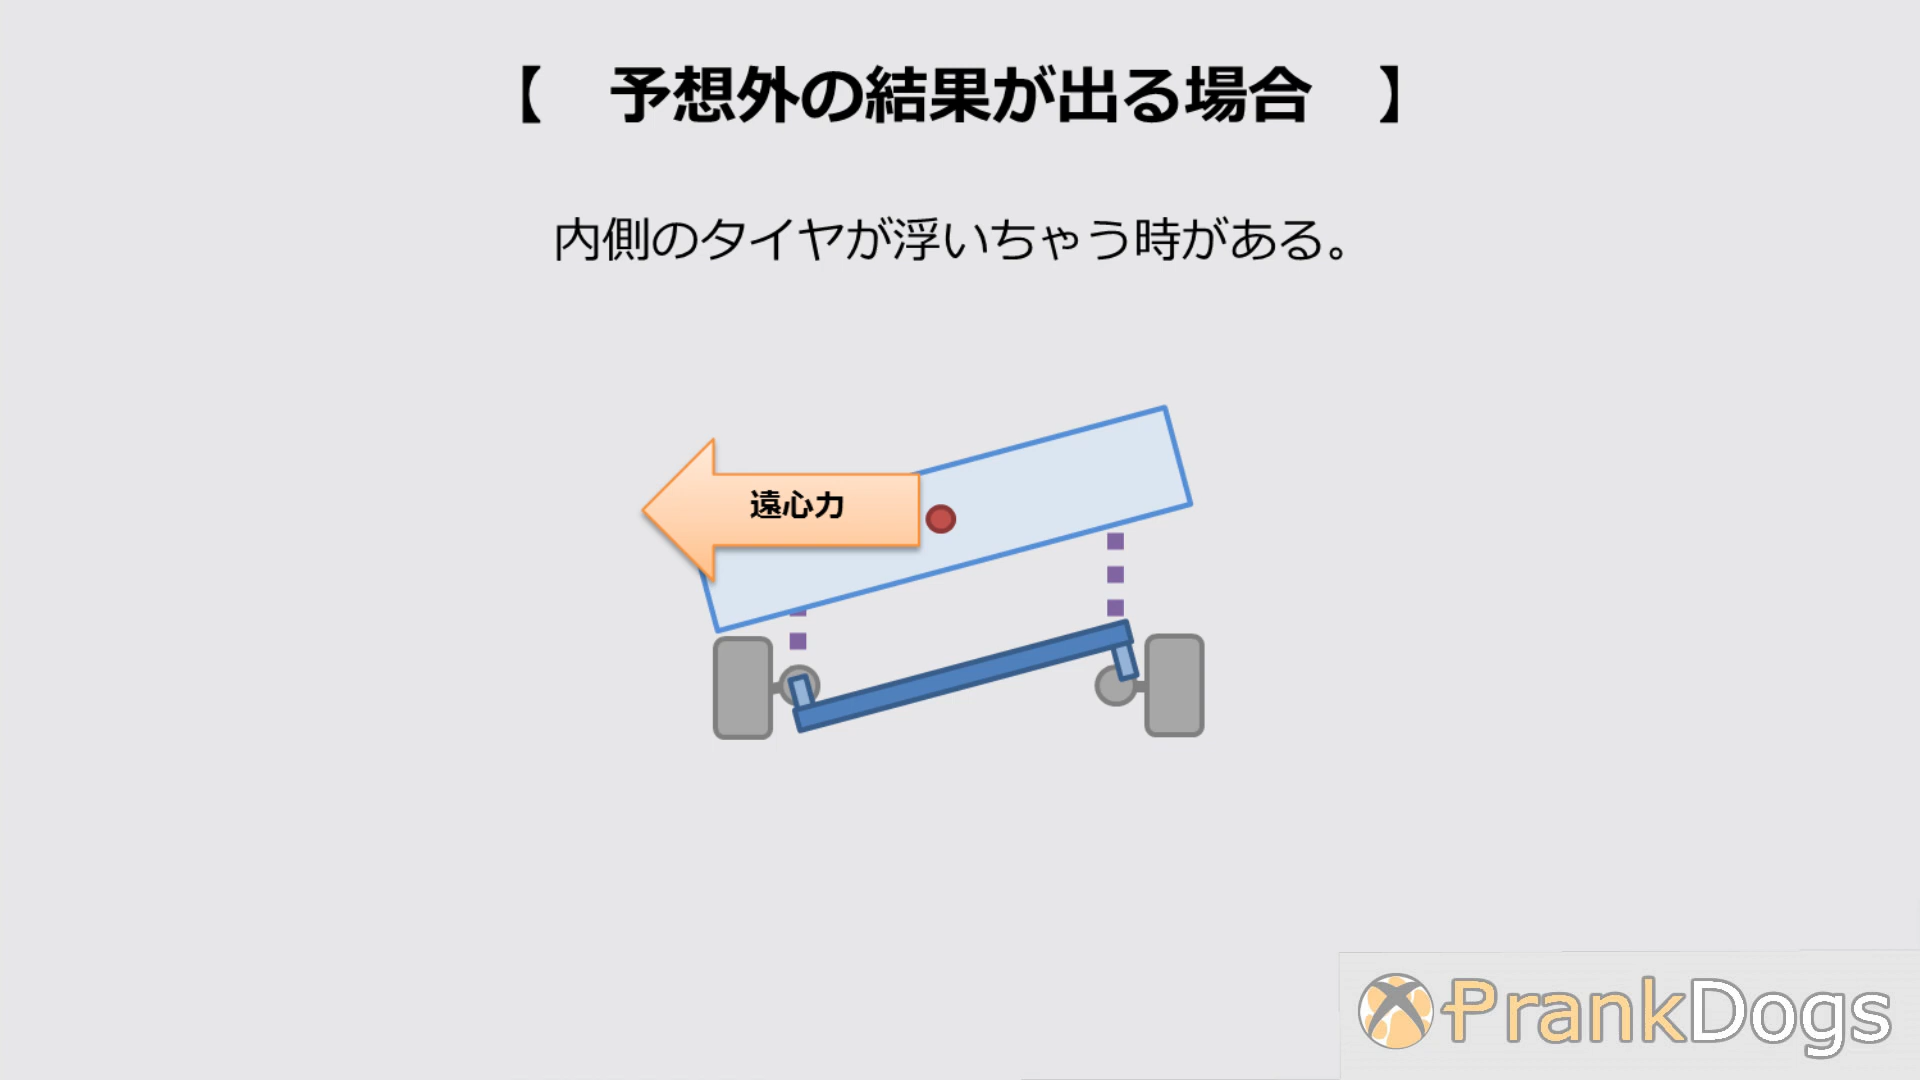 【　予想外の結果が出る場合　】
内側のタイヤが浮いちゃう時がある。
遠心力
PrankDogs